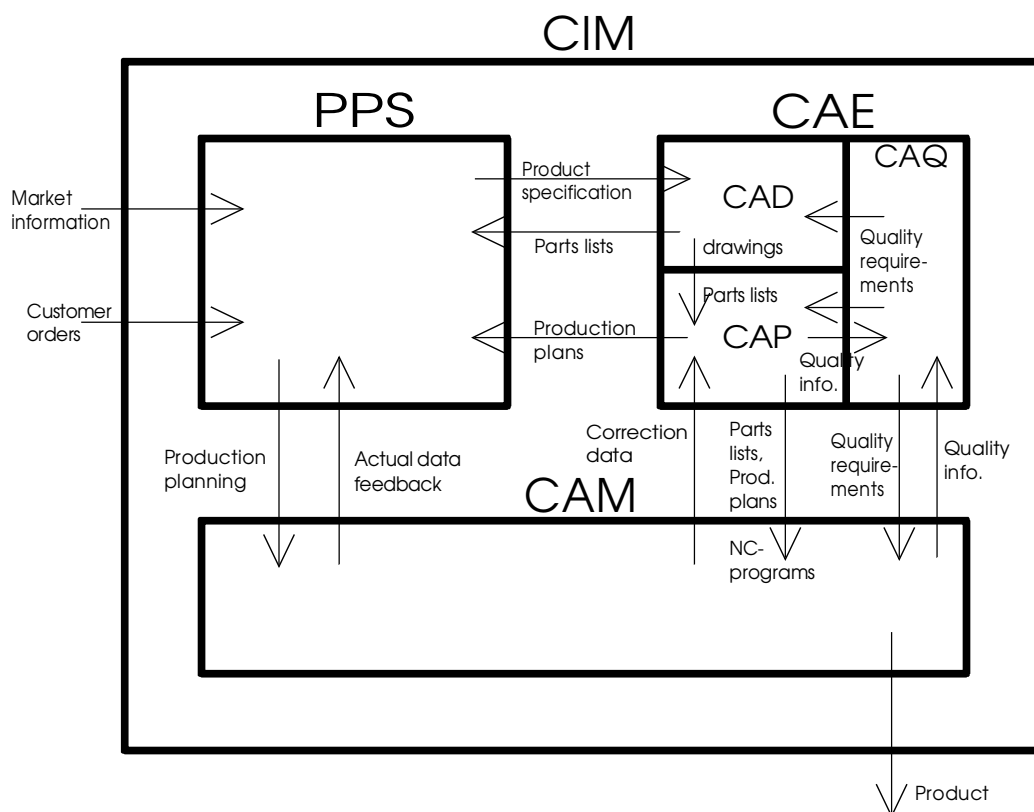 CIM
PPS
CAE
CAQ
Market
information
Product
specification
CAD
Parts lists
drawings
Quality
require-
ments
Parts lists
Customer
orders
Production
plans
CAP
Quality
info.
Production
planning
Actual data
feedback
Correction
data
Parts
lists,
Prod.
plans
Quality
require-
ments
Quality
info.
CAM
NC-
programs
Product